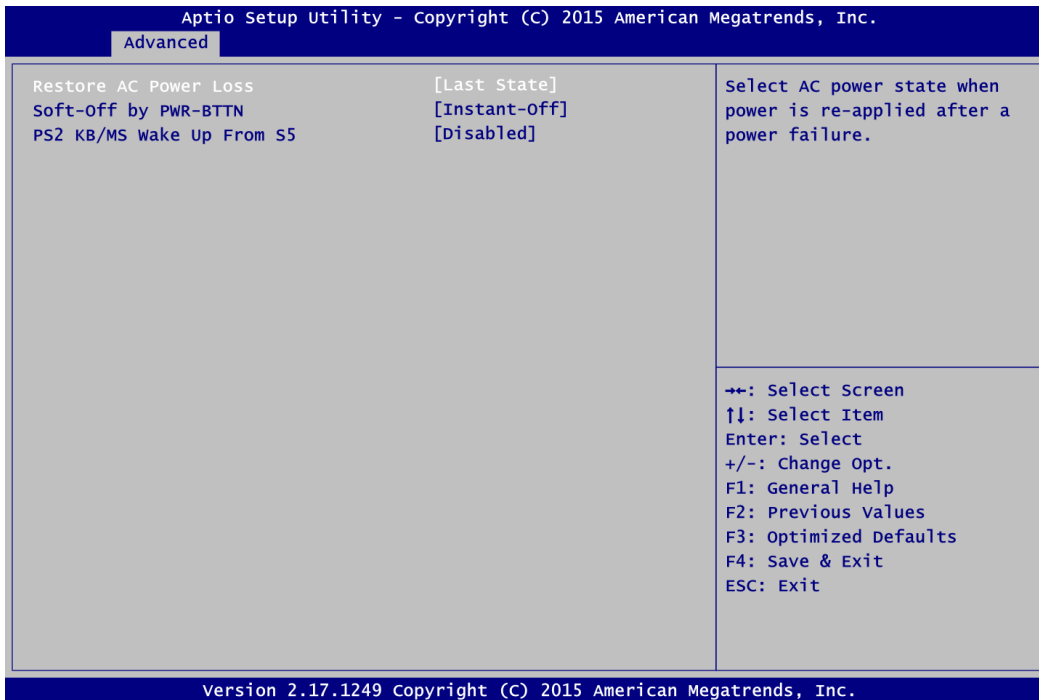 Aptio Setup Utility - Copyright (C) 2015 American Megatrends, Inc.
Advanced
Restore AC Power Loss [Last State]
Soft-Off by PWR-BTTN [Instant-Off]
PS2 KB/MS Wake Up From S5 [Disabled]
Select AC power state when
power is re-applied after a
power failure.
→←: Select Screen
↑↓: Select Item
Enter: Select
+/-: Change Opt.
F1: General Help
F2: Previous Values
F3: Optimized Defaults
F4: Save & Exit
ESC: Exit
Version 2.17.1249 Copyright (C) 2015 American Megatrends, Inc.